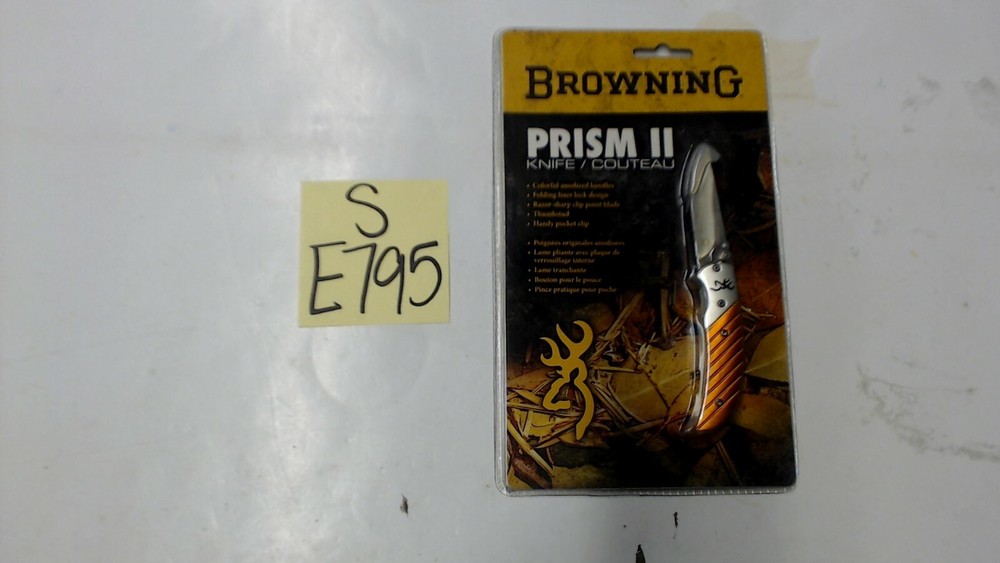 S
E795
BROWNING
PRISM II
KNIFE / COUTEAU
Colorful anodized handles
Folding liner lock design
Razor-sharp clip point blade
Thumbstud
Handy pocket clip
Poignées originales anodisées
Lame pliante avec plaque de
verrouillage interne
Lame tranchante
Bouton pour le pouce
Pince pratique pour poche